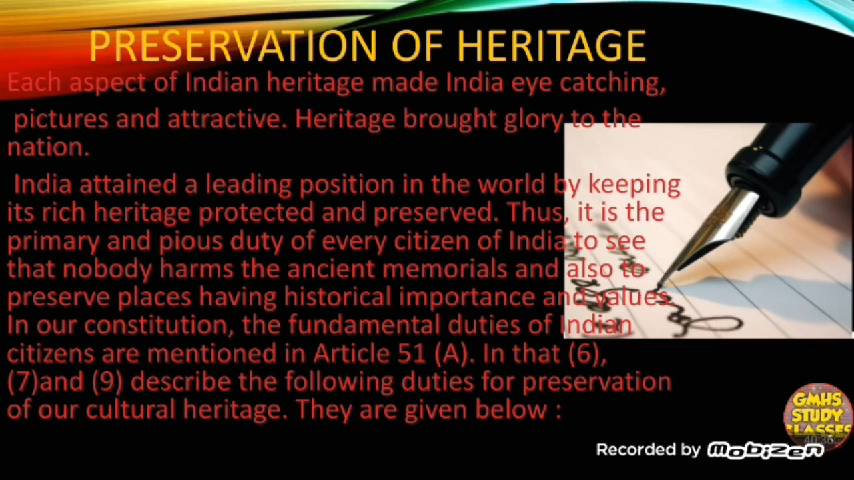 PRESERVATION OF HERITAGE
Each aspect of Indian heritage made India eye catching,
pictures and attractive. Heritage brought glory to the
nation.
India attained a leading position in the world by keeping
its rich heritage protected and preserved. Thus, it is the
primary and pious duty of every citizen of India to see
that nobody harms the ancient memorials and also to
preserve places having historical importance and values.
In our constitution, the fundamental duties of Indian
citizens are mentioned in Article 51 (A). In that (6),
(7)and (9) describe the following duties for preservation
of our cultural heritage. They are given below :
GMHS
STUDY
CLASSES
Recorded by Mobizen